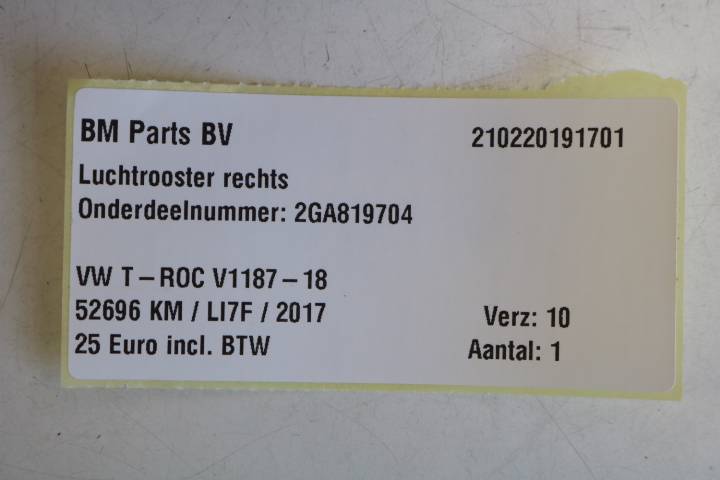 BM Parts BV 210220191701
Luchtrooster rechts
Onderdeelnummer: 2GA819704
VW T-ROC V1187-18
52696 KM / LI7F / 2017 Verz: 10
25 Euro incl. BTW Aantal: 1